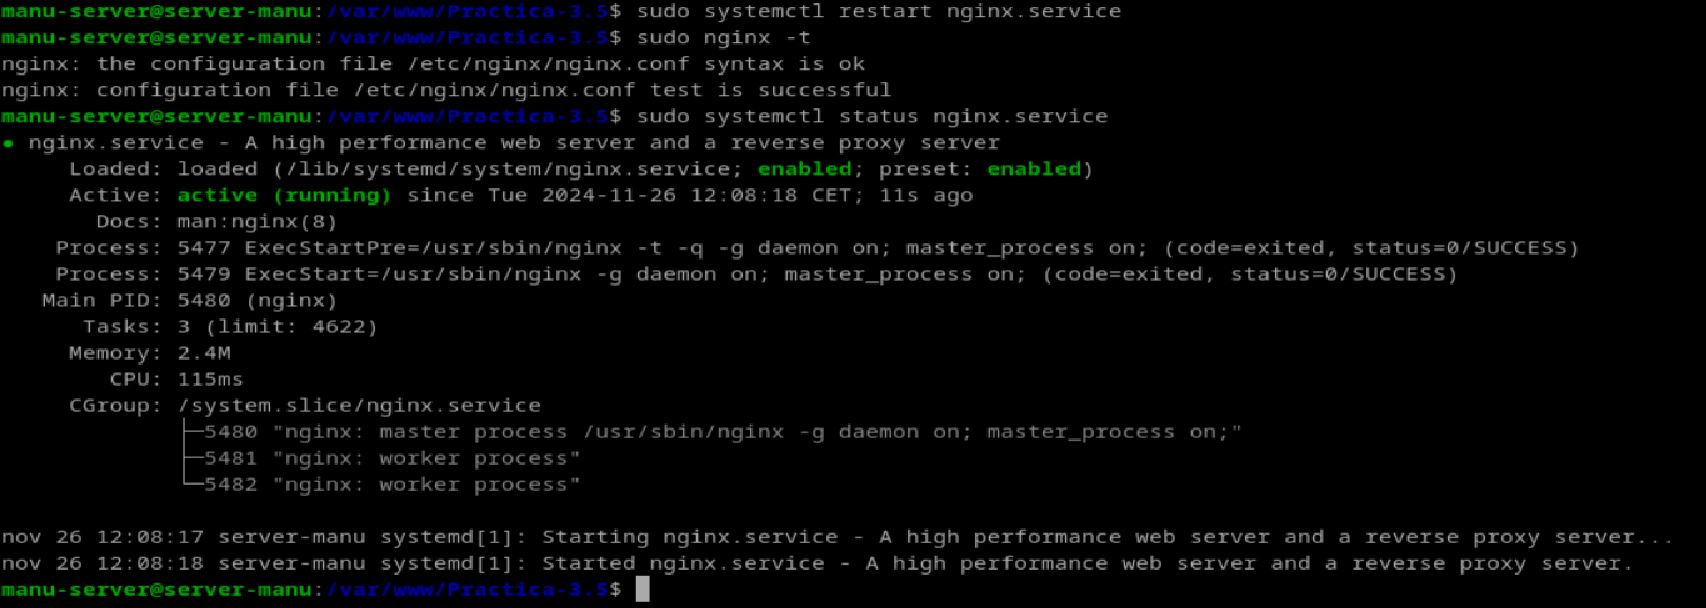 manu-server@server-manu:/var/www/Practica-3.5$ sudo systemctl restart nginx.service
manu-server@server-manu:/var/www/Practica-3.5$ sudo nginx -t
nginx: the configuration file /etc/nginx/nginx.conf syntax is ok
nginx: configuration file /etc/nginx/nginx.conf test is successful
manu-server@server-manu:/var/www/Practica-3.5$ sudo systemctl status nginx.service
● nginx.service - A high performance web server and a reverse proxy server
     Loaded: loaded (/lib/systemd/system/nginx.service; enabled; preset: enabled)
     Active: active (running) since Tue 2024-11-26 12:08:18 CET; 11s ago
       Docs: man:nginx(8)
    Process: 5477 ExecStartPre=/usr/sbin/nginx -t -q -g daemon on; master_process on; (code=exited, status=0/SUCCESS)
    Process: 5479 ExecStart=/usr/sbin/nginx -g daemon on; master_process on; (code=exited, status=0/SUCCESS)
   Main PID: 5480 (nginx)
      Tasks: 3 (limit: 4622)
     Memory: 2.4M
        CPU: 115ms
     CGroup: /system.slice/nginx.service
             ├─5480 "nginx: master process /usr/sbin/nginx -g daemon on; master_process on;"
             ├─5481 "nginx: worker process"
             └─5482 "nginx: worker process"

nov 26 12:08:17 server-manu systemd[1]: Starting nginx.service - A high performance web server and a reverse proxy server...
nov 26 12:08:18 server-manu systemd[1]: Started nginx.service - A high performance web server and a reverse proxy server.
manu-server@server-manu:/var/www/Practica-3.5$